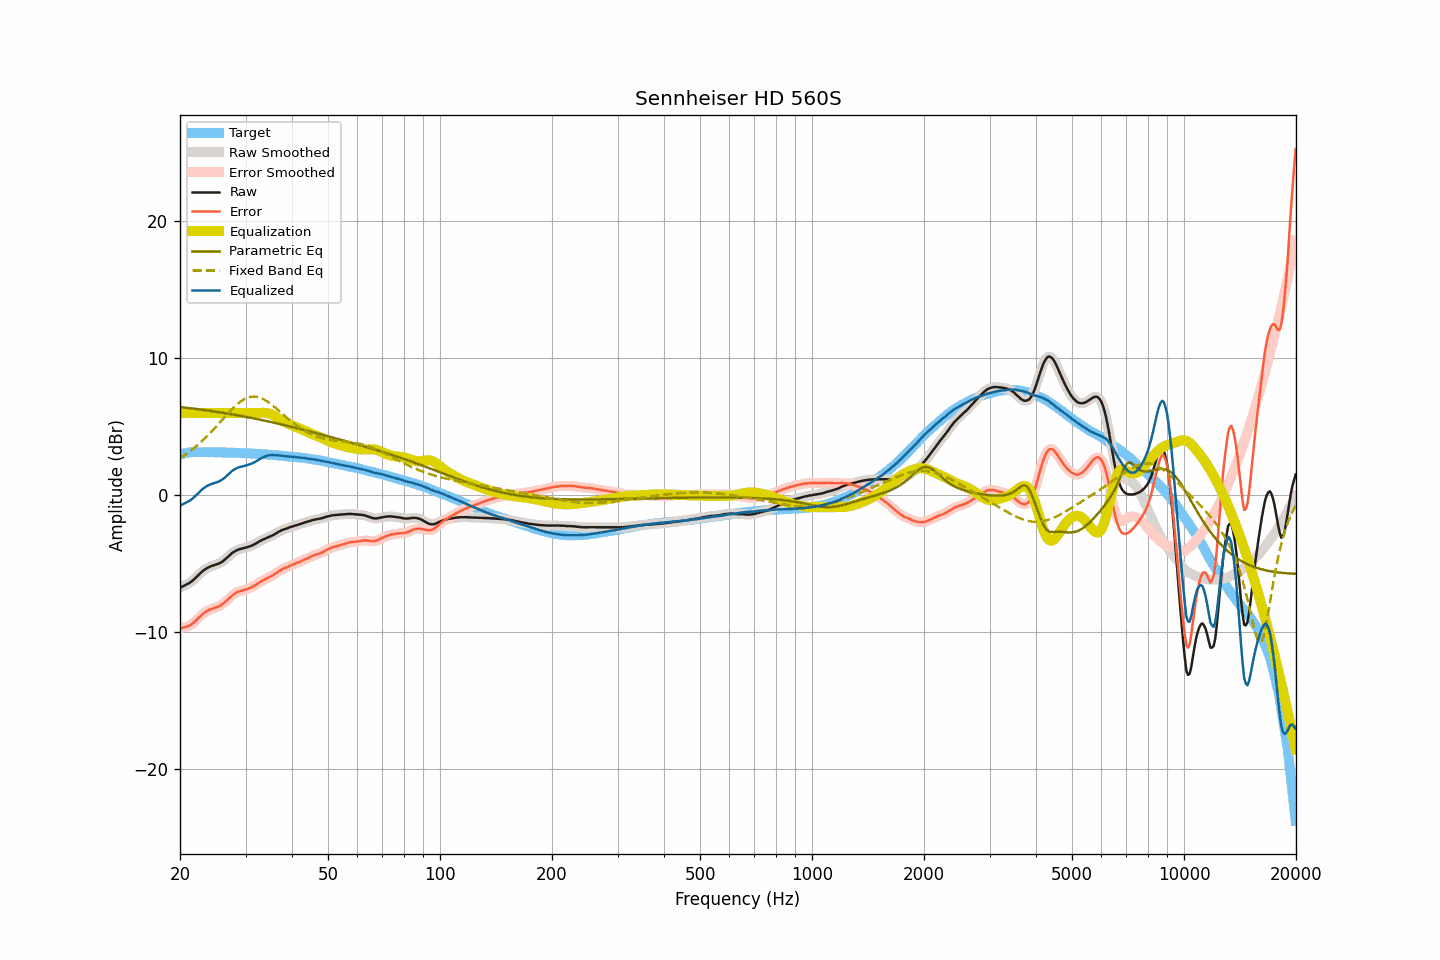 Sennheiser HD 560S
Target
Raw Smoothed
Error Smoothed
Raw
Error
Equalization
Parametric Eq
Fixed Band Eq
Equalized
20
10
0
−10
−20
Amplitude (dBr)
20 50 100 200 500 1000 2000 5000 10000 20000
Frequency (Hz)